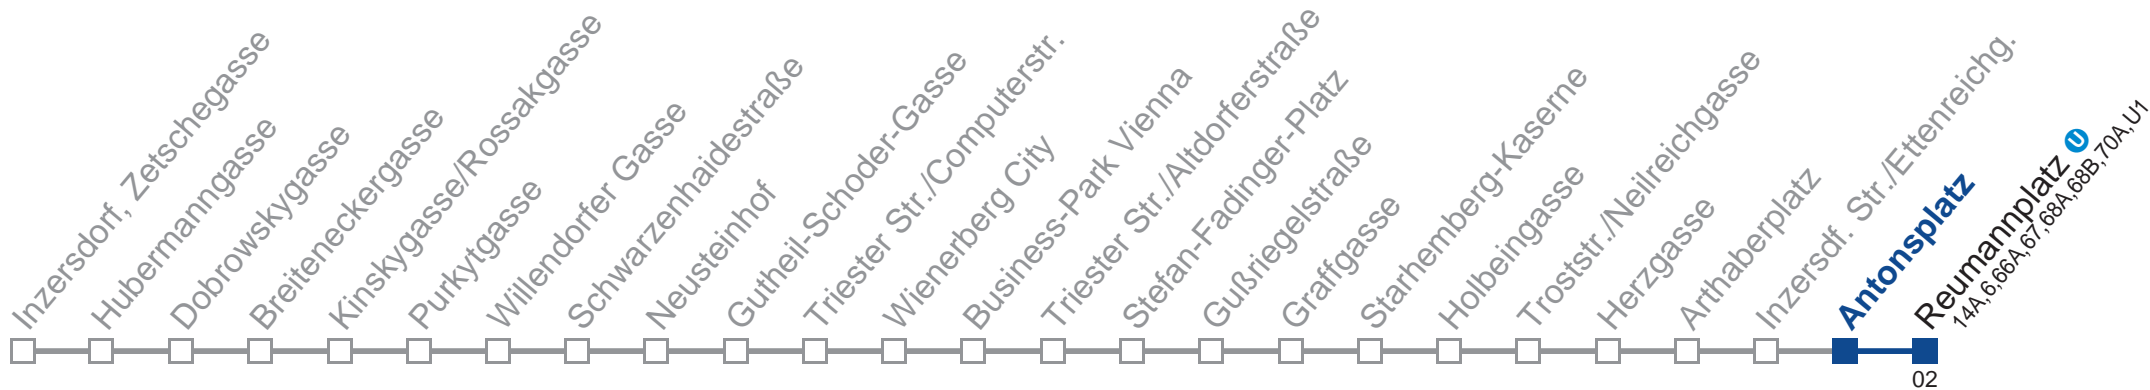 Inzersdorf, Zetschegasse
Hubermanngasse
Dobrowskygasse
Breiteneckergasse
Kinskygasse/Rossakgasse
Purkytgasse
Willendorfer Gasse
Schwarzenhaidestraße
Neusteinhof
Gutheil-Schoder-Gasse
Triester Str./Computerstr.
Wienerberg City
Business-Park Vienna
Triester Str./Altdorferstraße
Stefan-Fadinger-Platz
Gußriegelstraße
Graffgasse
Starhemberg-Kaserne
Holbeingasse
Troststr./Neilreichgasse
Herzgasse
Arthaberplatz
Inzersdf. Str./Ettenreichg.
Antonsplatz
Reumannplatz U
14A,6,66A,67,68A,68B,70A,U1
02